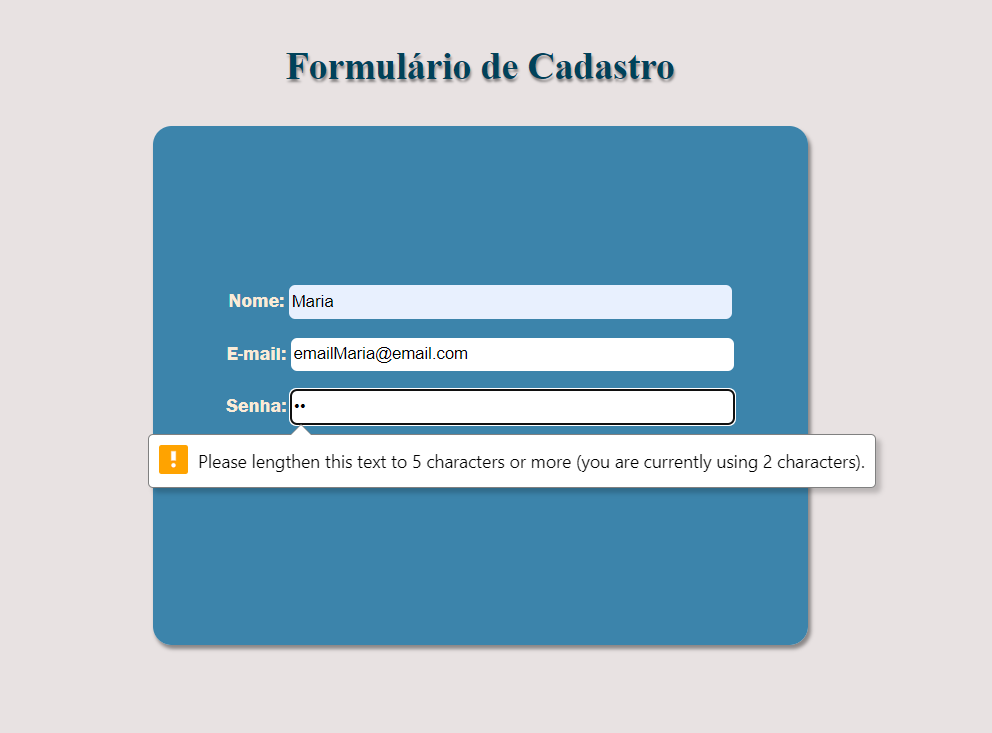 Formulário de Cadastro
Nome: Maria
E-mail: emailMaria@email.com
Senha: ••
Please lengthen this text to 5 characters or more (you are currently using 2 characters).